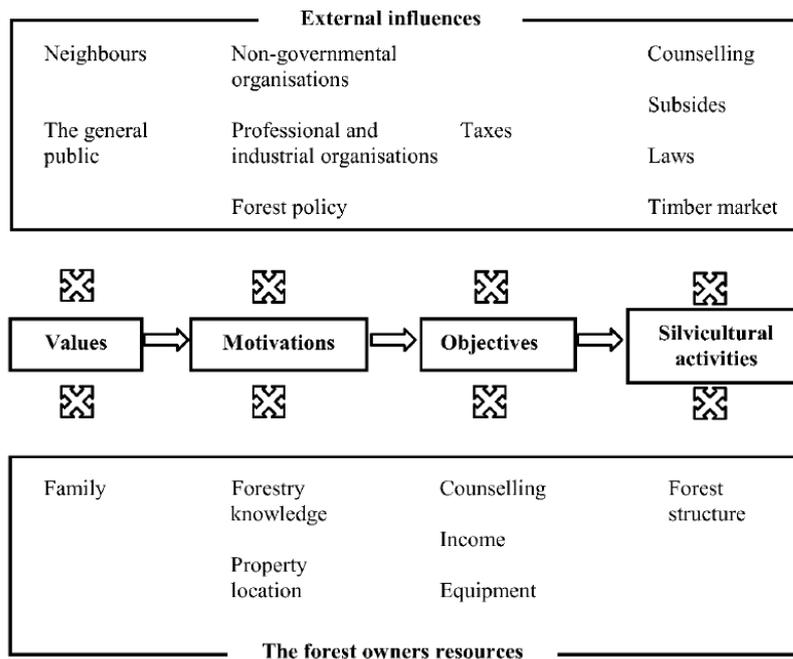 External influences
Neighbours
Non-governmental
organisations
Counselling
Subsides
The general
public
Professional and
industrial organisations
Taxes
Laws
Forest policy
Timber market
Values
Motivations
Objectives
Silvicultural
activities
Family
Forestry
knowledge
Counselling
Forest
structure
Income
Property
location
Equipment
The forest owners resources